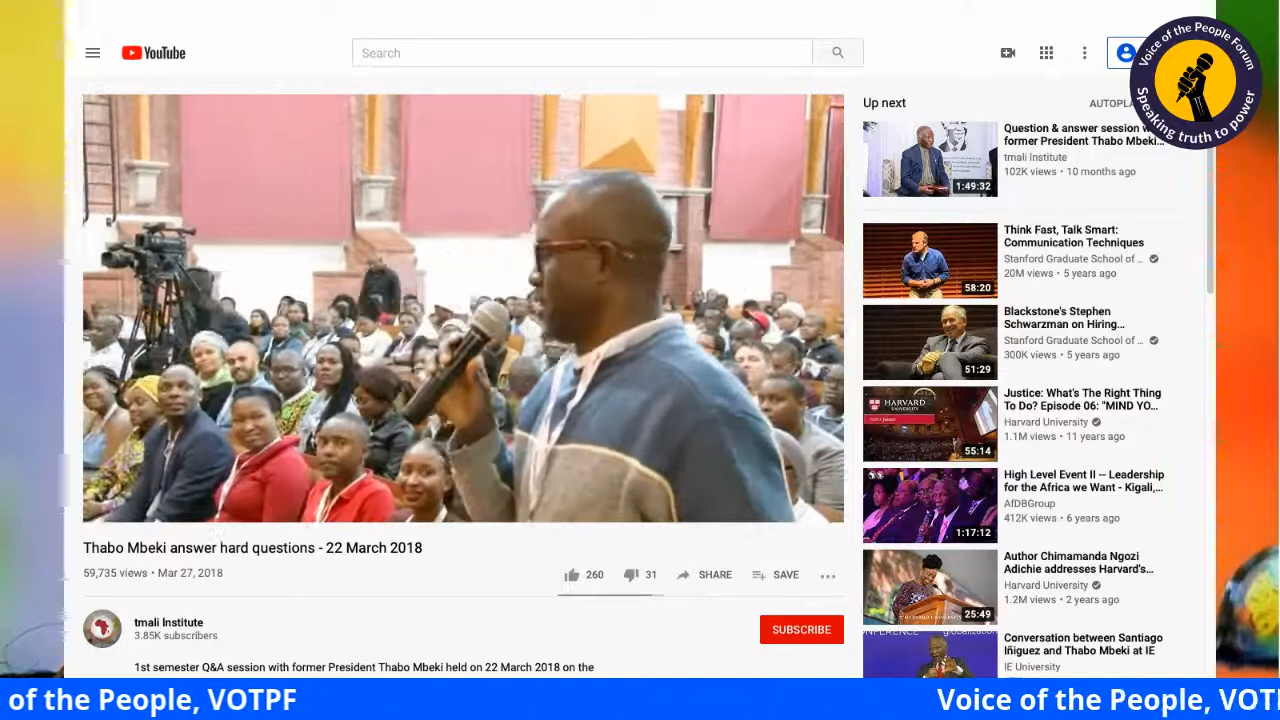 YouTube
Search
Voice of the People Forum
Speaking truth to power
Up next
AUTOPLA
Question & answer session w
former President Thabo Mbeki...
tmali Institute
102K views • 10 months ago
1:49:32
Think Fast, Talk Smart:
Communication Techniques
Stanford Graduate School of ...
20M views • 5 years ago
58:20
Blackstone's Stephen
Schwarzman on Hiring...
Stanford Graduate School of ...
300K views • 5 years ago
51:29
Justice: What's The Right Thing
To Do? Episode 06: "MIND YO...
Harvard University
1.1M views • 11 years ago
HARVARD
UNIVERSITY
55:14
High Level Event II -- Leadership
for the Africa we Want - Kigali,...
AfDBGroup
412K views • 6 years ago
1:17:12
Author Chimamanda Ngozi
Adichie addresses Harvard's...
Harvard University
1.2M views • 2 years ago
25:49
Conversation between Santiago
Iñiguez and Thabo Mbeki at IE
IE University
Thabo Mbeki answer hard questions - 22 March 2018
59,735 views • Mar 27, 2018
260
31
SHARE
SAVE
tmali Institute
3.85K subscribers
SUBSCRIBE
1st semester Q&A session with former President Thabo Mbeki held on 22 March 2018 on the
of the People, VOTPF
Voice of the People, VOT